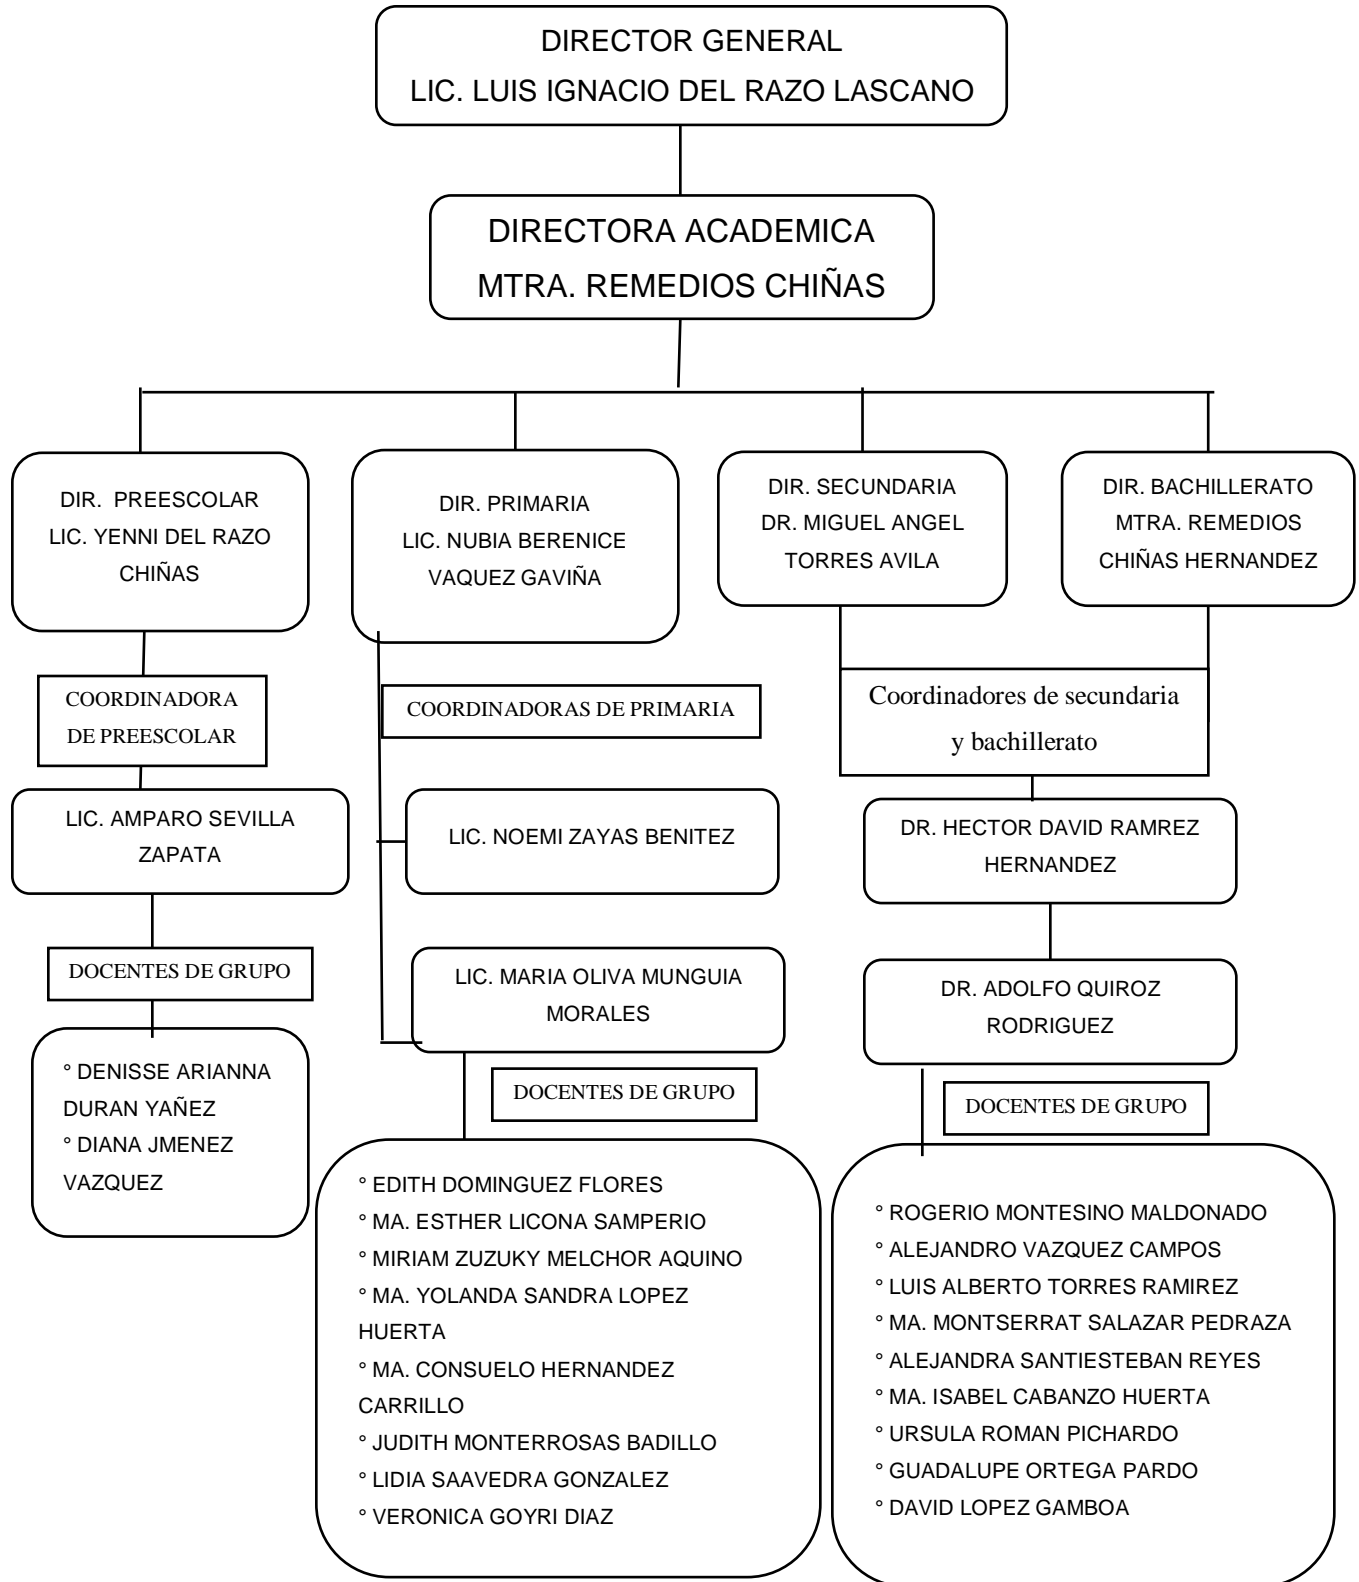 DIRECTOR GENERAL
LIC. LUIS IGNACIO DEL RAZO LASCANO
DIRECTORA ACADEMICA
MTRA. REMEDIOS CHIÑAS
DIR.  PREESCOLAR
LIC. YENNI DEL RAZO
CHIÑAS
DIR. PRIMARIA
LIC. NUBIA BERENICE
VAQUEZ GAVIÑA
DIR. SECUNDARIA
DR. MIGUEL ANGEL
TORRES AVILA
DIR. BACHILLERATO
MTRA. REMEDIOS
CHIÑAS HERNANDEZ
COORDINADORA
DE PREESCOLAR
COORDINADORAS DE PRIMARIA
Coordinadores de secundaria
y bachillerato
LIC. AMPARO SEVILLA
ZAPATA
LIC. NOEMI ZAYAS BENITEZ
DR. HECTOR DAVID RAMREZ
HERNANDEZ
DOCENTES DE GRUPO
LIC. MARIA OLIVA MUNGUIA
MORALES
DR. ADOLFO QUIROZ
RODRIGUEZ
° DENISSE ARIANNA
DURAN YAÑEZ
° DIANA JMENEZ
VAZQUEZ
DOCENTES DE GRUPO
DOCENTES DE GRUPO
° EDITH DOMINGUEZ FLORES
° MA. ESTHER LICONA SAMPERIO
° MIRIAM ZUZUKY MELCHOR AQUINO
° MA. YOLANDA SANDRA LOPEZ
HUERTA
° MA. CONSUELO HERNANDEZ
CARRILLO
° JUDITH MONTERROSAS BADILLO
° LIDIA SAAVEDRA GONZALEZ
° VERONICA GOYRI DIAZ
° ROGERIO MONTESINO MALDONADO
° ALEJANDRO VAZQUEZ CAMPOS
° LUIS ALBERTO TORRES RAMIREZ
° MA. MONTSERRAT SALAZAR PEDRAZA
° ALEJANDRA SANTIESTEBAN REYES
° MA. ISABEL CABANZO HUERTA
° URSULA ROMAN PICHARDO
° GUADALUPE ORTEGA PARDO
° DAVID LOPEZ GAMBOA